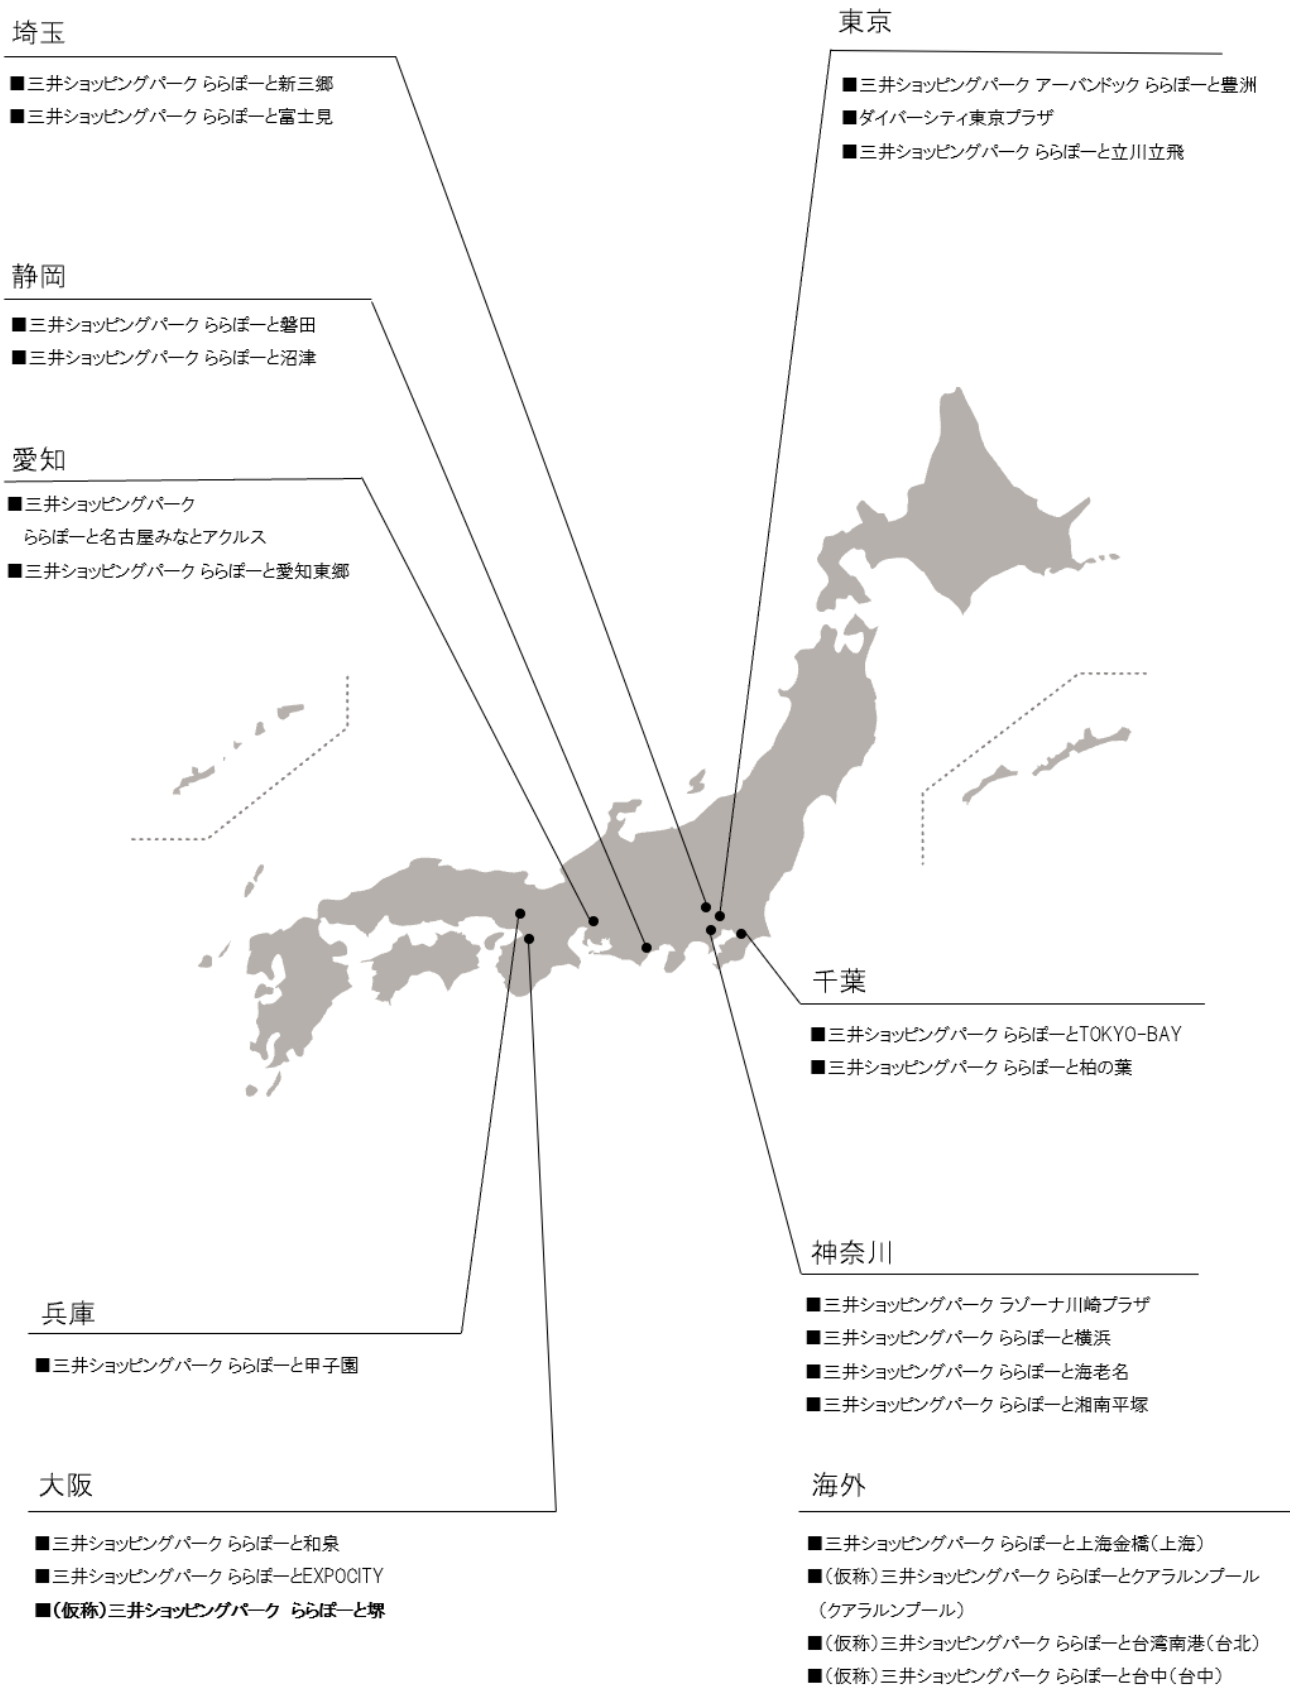 埼玉
■三井ショッピングパーク ららぽーと新三郷
■三井ショッピングパーク ららぽーと富士見
東京
■三井ショッピングパーク アーバンドック ららぽーと豊洲
■ダイバーシティ東京プラザ
■三井ショッピングパーク ららぽーと立川立飛
静岡
■三井ショッピングパーク ららぽーと磐田
■三井ショッピングパーク ららぽーと沼津
愛知
■三井ショッピングパーク
ららぽーと名古屋みなとアクルス
■三井ショッピングパーク ららぽーと愛知東郷
千葉
■三井ショッピングパーク ららぽーとTOKYO-BAY
■三井ショッピングパーク ららぽーと柏の葉
神奈川
■三井ショッピングパーク ラゾーナ川崎プラザ
■三井ショッピングパーク ららぽーと横浜
■三井ショッピングパーク ららぽーと海老名
■三井ショッピングパーク ららぽーと湘南平塚
兵庫
■三井ショッピングパーク ららぽーと甲子園
大阪
■三井ショッピングパーク ららぽーと和泉
■三井ショッピングパーク ららぽーとEXPOCITY
■(仮称)三井ショッピングパーク ららぽーと堺
海外
■三井ショッピングパーク ららぽーと上海金橋(上海)
■(仮称)三井ショッピングパーク ららぽーとクアラルンプール
(クアラルンプール)
■(仮称)三井ショッピングパーク ららぽーと台湾南港(台北)
■(仮称)三井ショッピングパーク ららぽーと台中(台中)